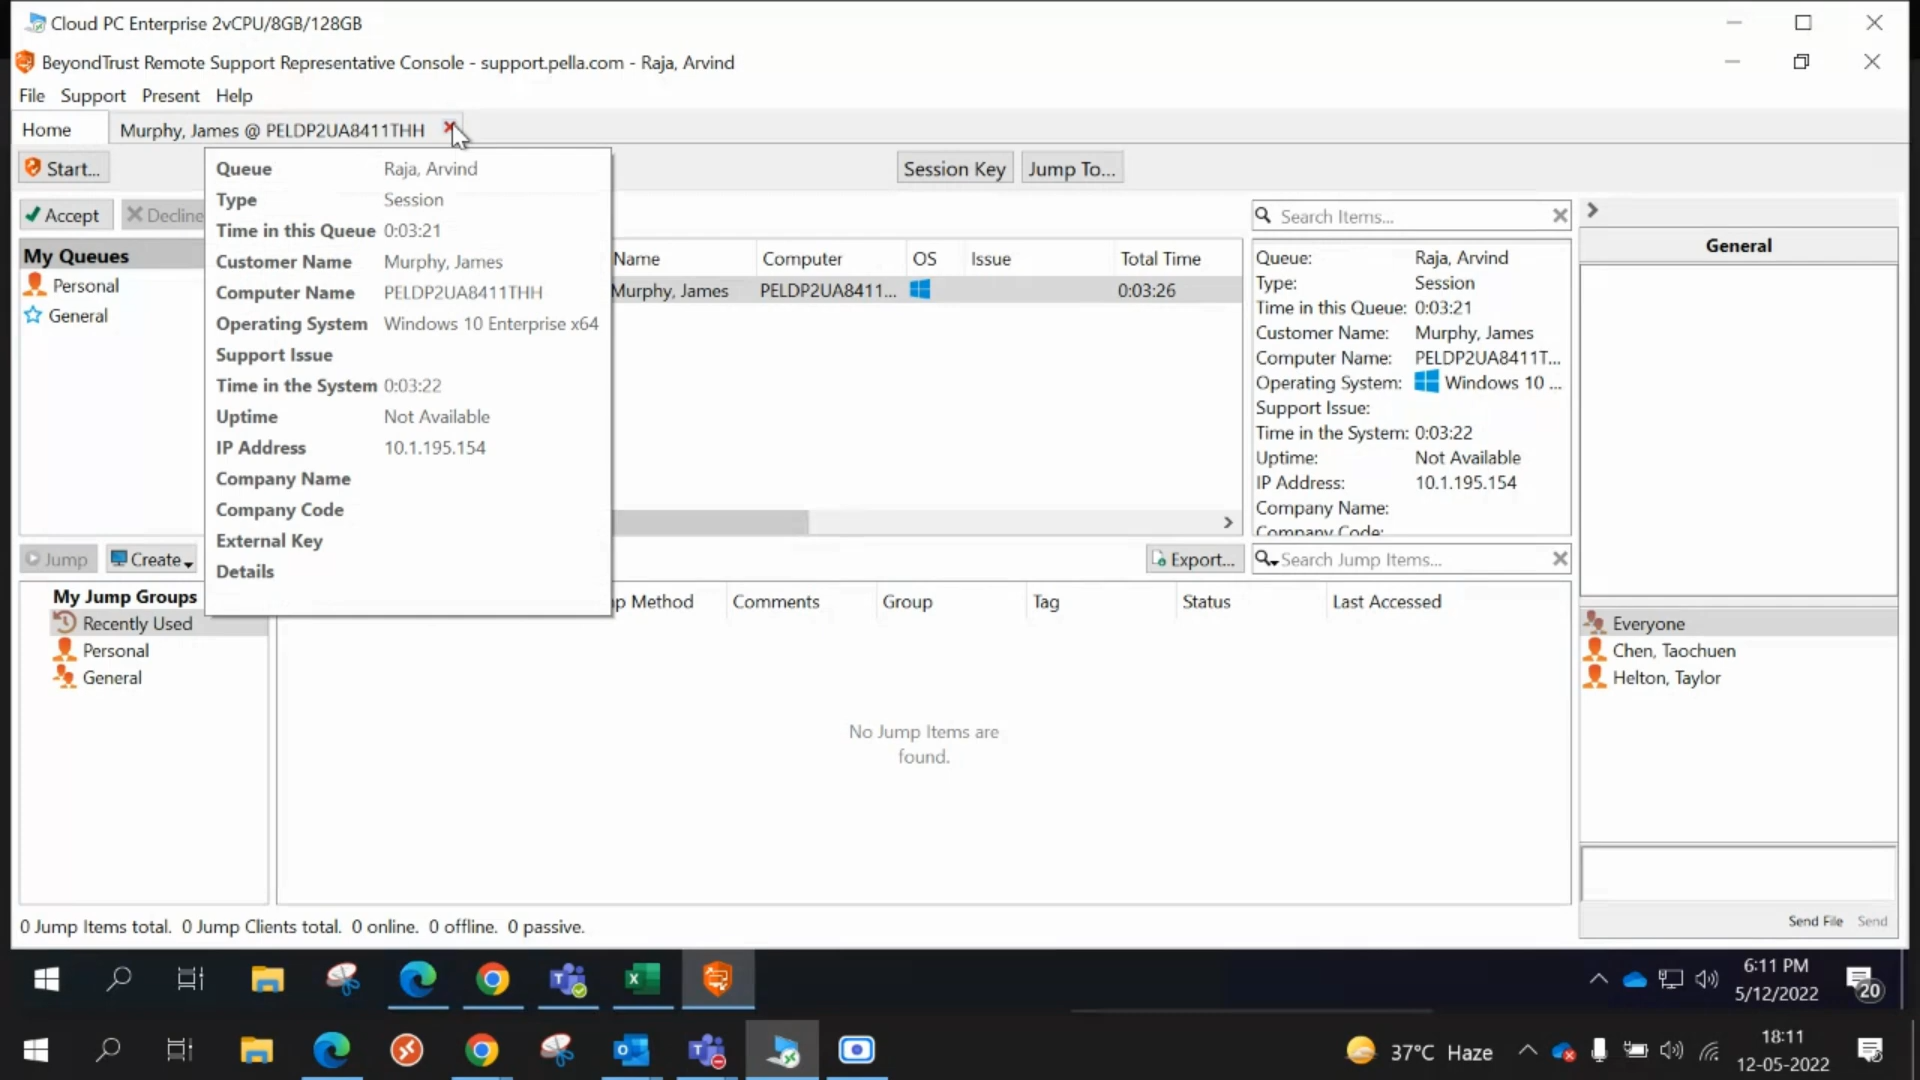 Cloud PC Enterprise 2vCPU/8GB/128GB
BeyondTrust Remote Support Representative Console - support.pella.com - Raja, Arvind
File Support Present Help
Home Murphy, James @ PELDP2UA8411THH
Start... Session Key Jump To...
Accept Decline Search Items...
Queue Raja, Arvind
Type Session
Time in this Queue 0:03:21
Customer Name Murphy, James
Computer Name PELDP2UA8411THH
Operating System Windows 10 Enterprise x64
Support Issue
Time in the System 0:03:22
Uptime Not Available
IP Address 10.1.195.154
Company Name
Company Code
External Key
Details
My Queues
Personal
General
Name Computer OS Issue Total Time
Murphy, James PELDP2UA8411... 0:03:26
Queue: Raja, Arvind
Type: Session
Time in this Queue: 0:03:21
Customer Name: Murphy, James
Computer Name: PELDP2UA8411T...
Operating System: Windows 10 ...
Support Issue:
Time in the System: 0:03:22
Uptime: Not Available
IP Address: 10.1.195.154
Company Name:
Company Code:
General
Jump Create Export... Search Jump Items...
My Jump Groups
Recently Used
Personal
General
p Method Comments Group Tag Status Last Accessed
No Jump Items are
found.
Everyone
Chen, Taochuen
Helton, Taylor
Send File Send
0 Jump Items total. 0 Jump Clients total. 0 online. 0 offline. 0 passive.
6:11 PM
5/12/2022
20
37°C Haze
18:11
12-05-2022